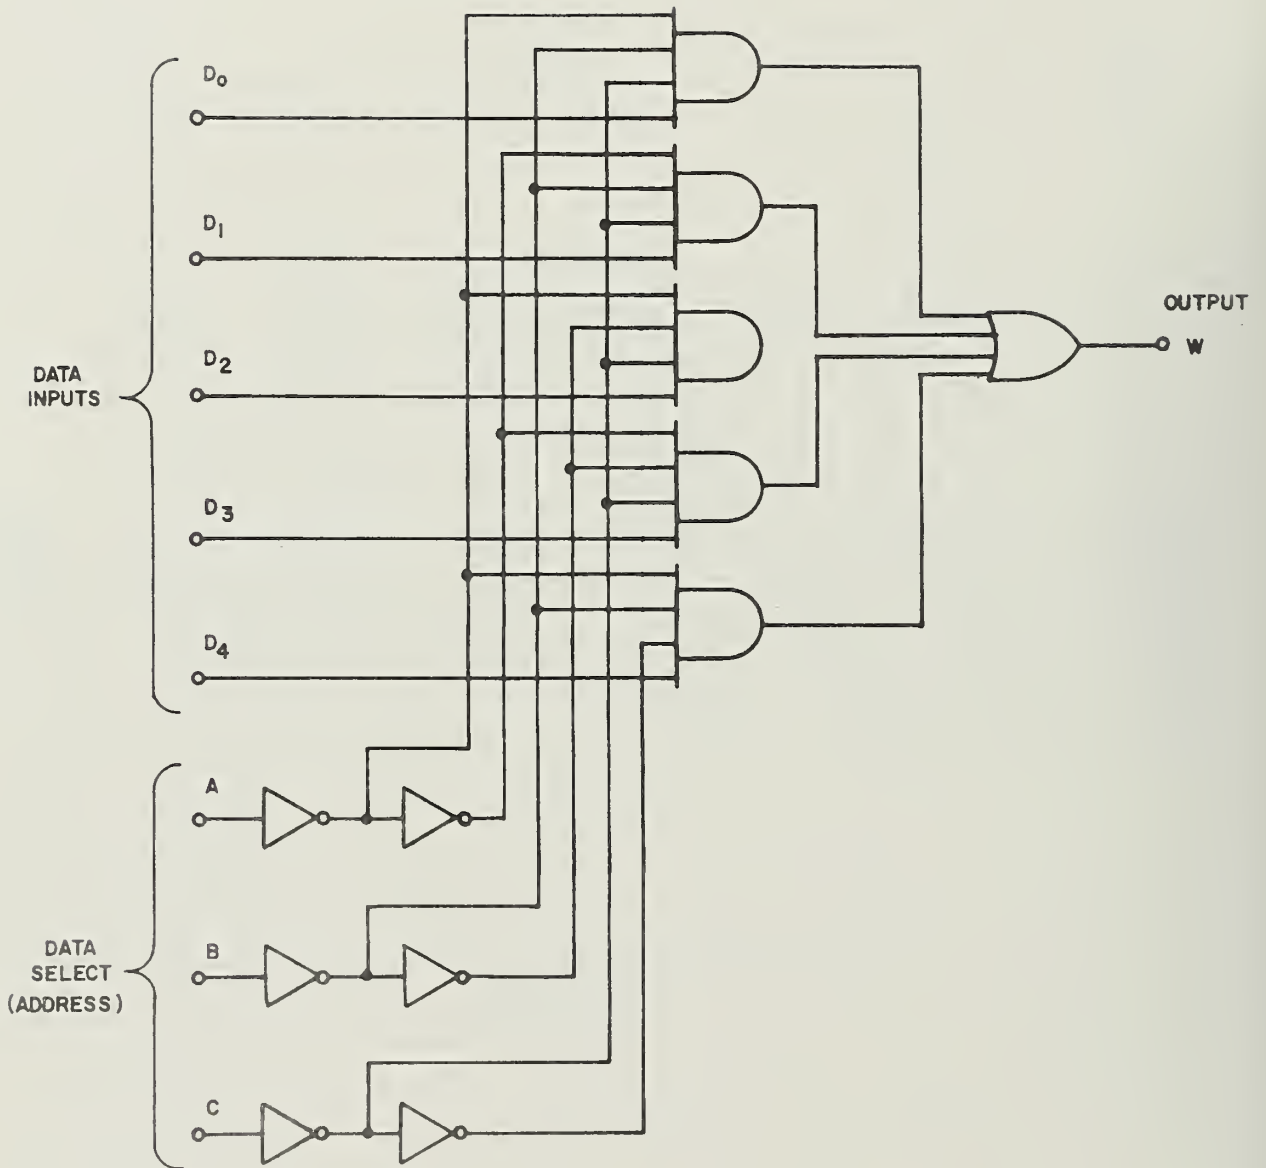 D0
D1
D2
D3
D4
DATA
INPUTS
OUTPUT
W
A
B
C
DATA
SELECT
(ADDRESS)